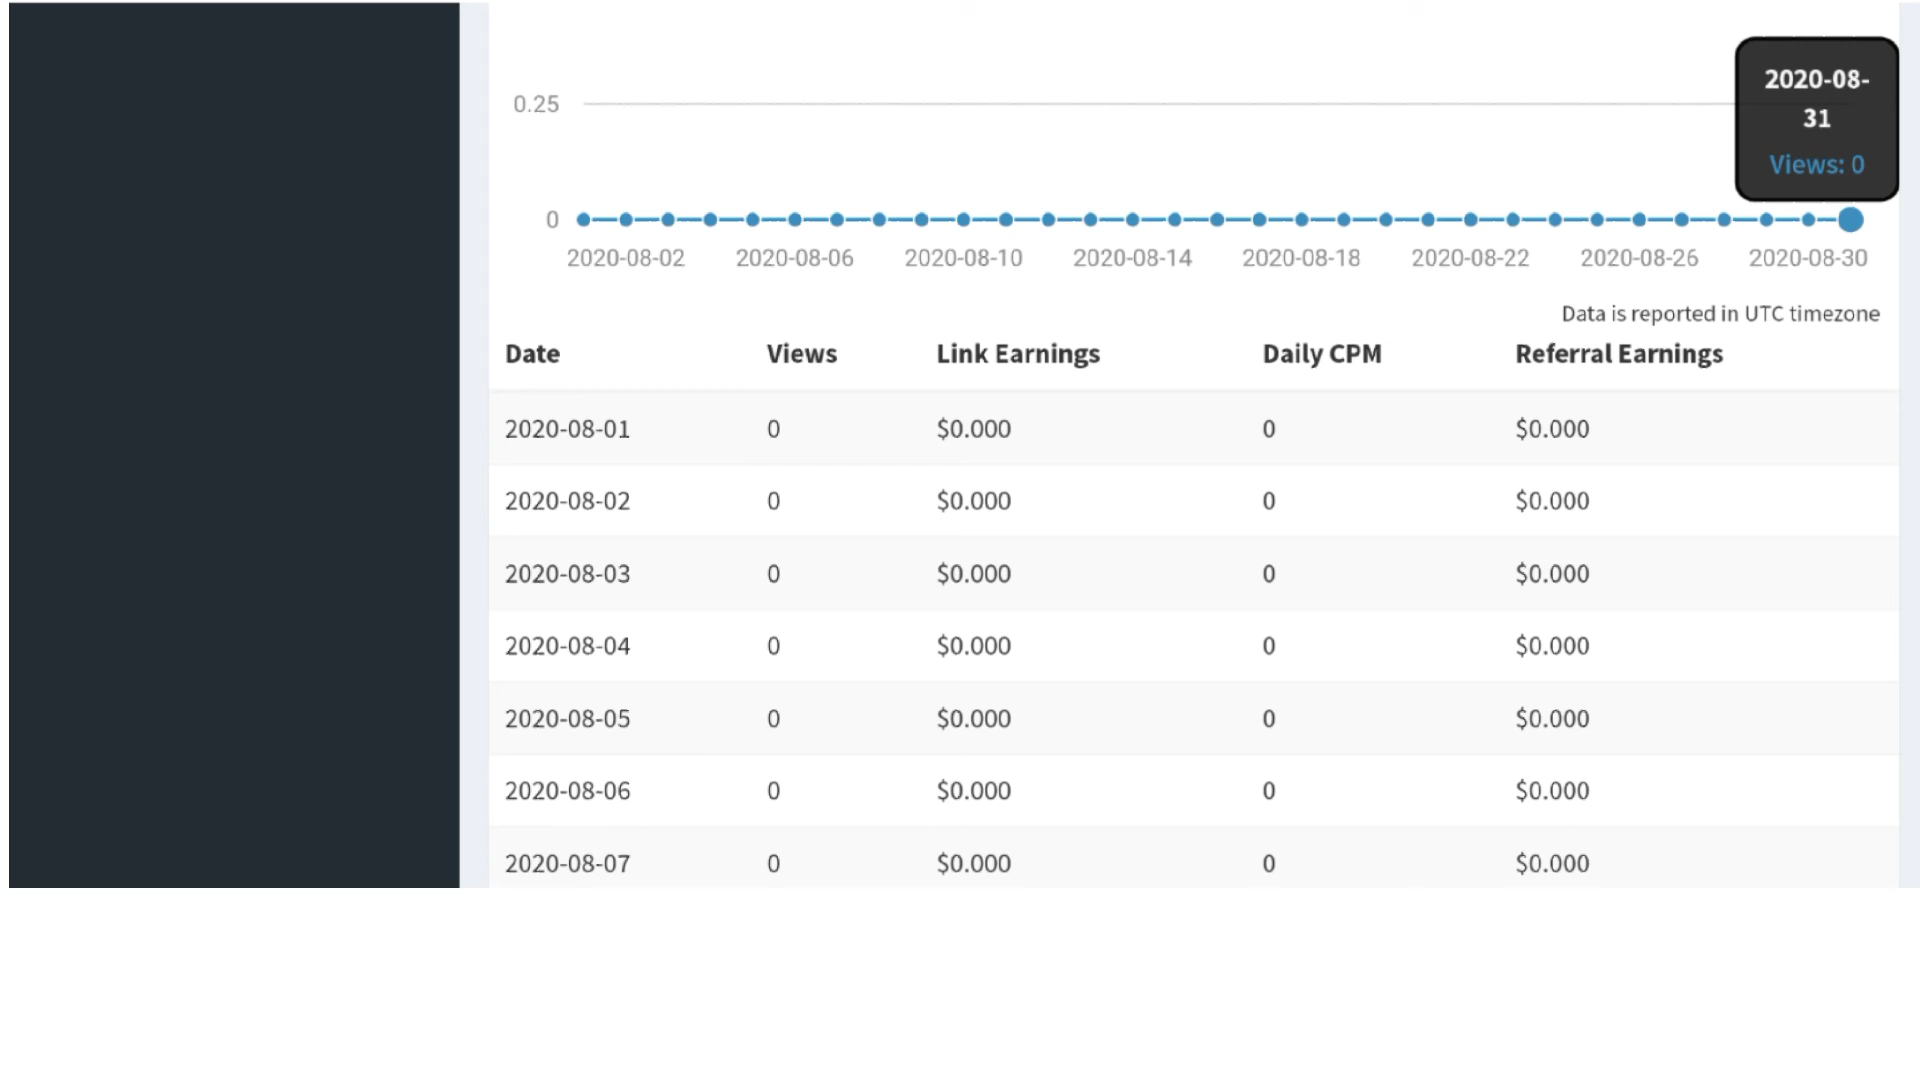 2020-08-
31
Views: 0
0.25
0
2020-08-02 2020-08-06 2020-08-10 2020-08-14 2020-08-18 2020-08-22 2020-08-26 2020-08-30
Data is reported in UTC timezone
Date Views Link Earnings Daily CPM Referral Earnings
2020-08-01 0 $0.000 0 $0.000
2020-08-02 0 $0.000 0 $0.000
2020-08-03 0 $0.000 0 $0.000
2020-08-04 0 $0.000 0 $0.000
2020-08-05 0 $0.000 0 $0.000
2020-08-06 0 $0.000 0 $0.000
2020-08-07 0 $0.000 0 $0.000